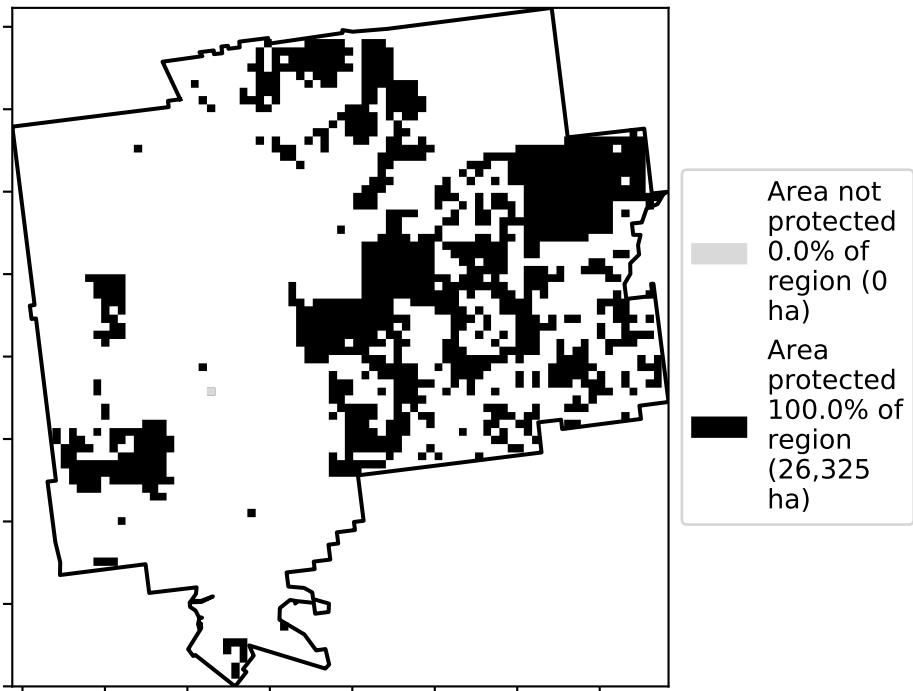 Area not
protected
0.0% of
region (0
ha)
Area
protected
100.0% of
region
(26,325
ha)